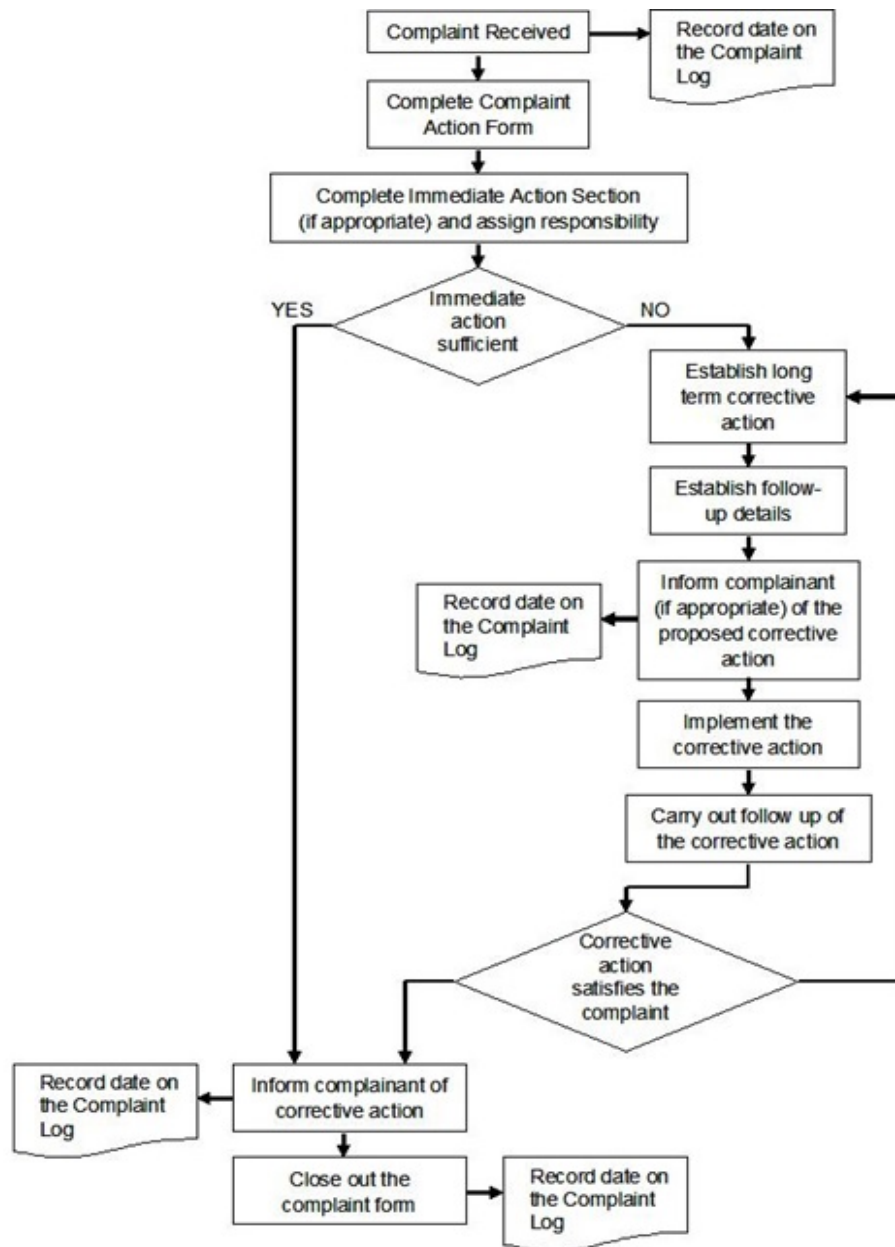 Complaint Received
Record date on
the Complaint
Log
Complete Complaint
Action Form
Complete Immediate Action Section
(if appropriate) and assign responsibility
YES
Immediate
action
sufficient
NO
Establish long
term corrective
action
Establish follow-
up details
Inform complainant
(if appropriate) of the
proposed corrective
action
Record date on
the Complaint
Log
Implement the
corrective action
Carry out follow up of
the corrective action
Corrective
action
satisfies the
complaint
Inform complainant of
corrective action
Record date on
the Complaint
Log
Close out the
complaint form
Record date on
the Complaint
Log